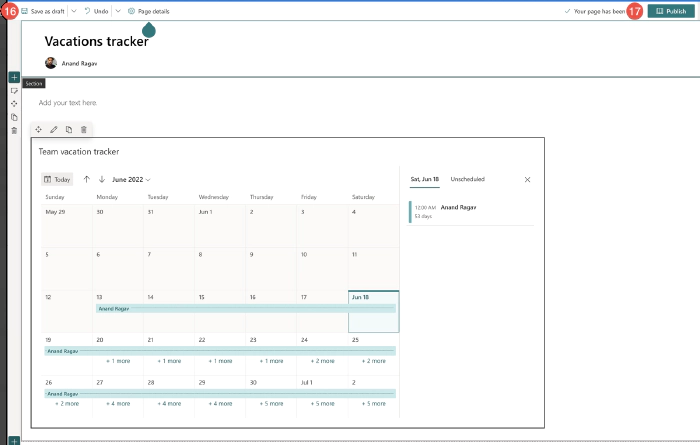 16 Save as draft Undo Page details Your page has been 17 Publish
Vacations tracker
Anand Ragav
Section
Add your text here.
Team vacation tracker
Today June 2022 Sat, Jun 18 Unscheduled
Sunday Monday Tuesday Wednesday Thursday Friday Saturday
12:00 AM Anand Ragav
53 days
May 29 30 31 Jun 1 2 3 4
5 6 7 8 9 10 11
12 13 14 15 16 17 Jun 18
Anand Ragav
19 20 21 22 23 24 25
Anand Ragav
+ 1 more + 1 more + 1 more + 1 more + 2 more + 2 more
26 27 28 29 30 Jul 1 2
Anand Ragav
+ 2 more + 4 more + 4 more + 4 more + 5 more + 5 more + 5 more